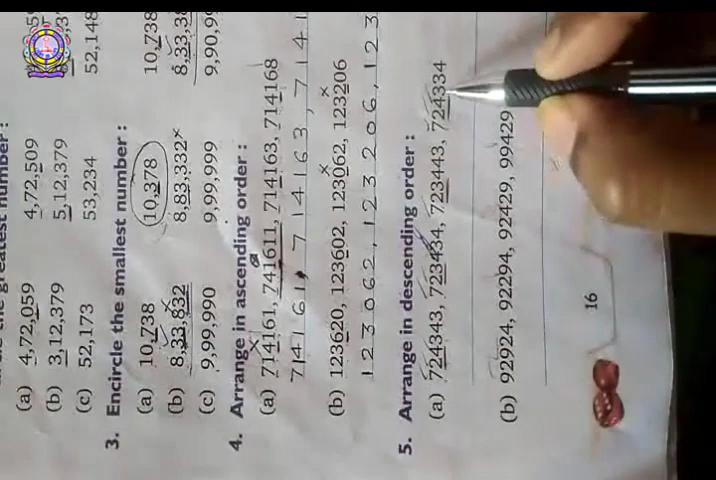 greatest number :
(a) 4,72,059 4,72,509
(b) 3,12,379 5,12,379
(c) 52,173 53,234 52,148
3. Encircle the smallest number :
(a) 10,738 10,378 10,738
(b) 8,33,832 8,83,332 8,33,3
(c) 9,99,990 9,99,999 9,90,9
4. Arrange in ascending order :
(a) 714161, 741611, 714163, 714168
714161, 714163, 7141
(b) 123620, 123602, 123062, 123206
123062, 123206, 123
5. Arrange in descending order :
(a) 724343, 723434, 723443, 724334
(b) 92924, 92294, 92429, 99429
16